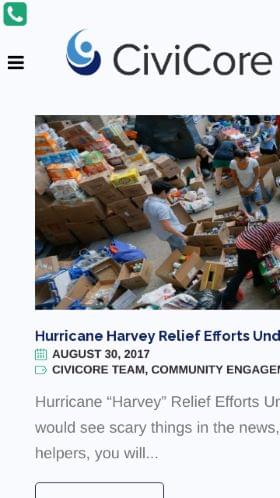 CiviCore
Hurricane Harvey Relief Efforts Und
AUGUST 30, 2017
CIVICORE TEAM, COMMUNITY ENGAGEM
Hurricane “Harvey” Relief Efforts Un
would see scary things in the news,
helpers, you will...